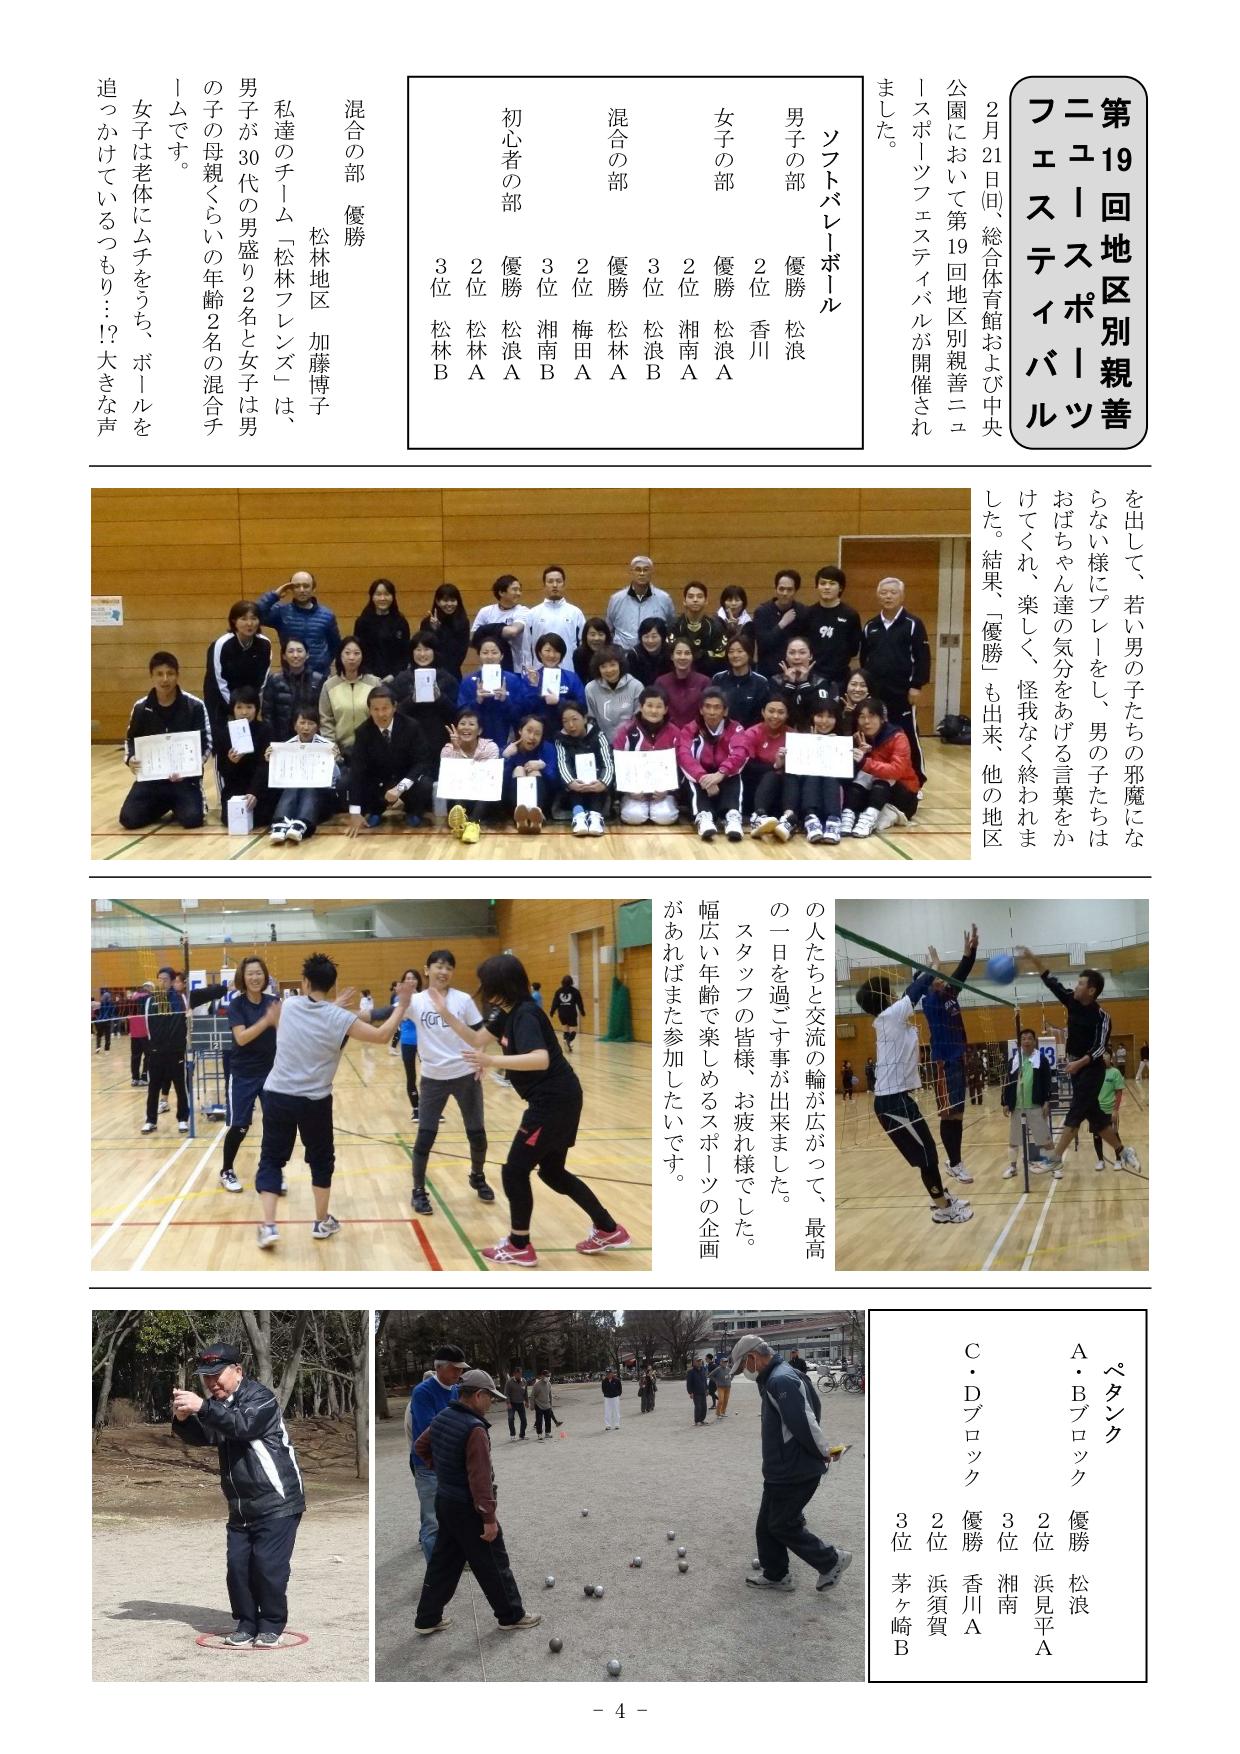 第19回地区別親善
ニュースポーツ
フェスティバル
２月21日㈰、総合体育館および中央
公園において第19回地区別親善ニュ
ースポーツフェスティバルが開催され
ました。
ソフトバレーボール
男子の部　優勝　松浪
２位　香川
女子の部　優勝　松浪Ａ
２位　湘南Ａ
３位　松浪Ｂ
混合の部　優勝　松林Ａ
２位　梅田Ａ
３位　湘南Ｂ
初心者の部　優勝　松浪Ａ
２位　松林Ａ
３位　松林Ｂ
混合の部　優勝
松林地区　加藤博子
私達のチーム「松林フレンズ」は、
男子が30代の男盛り２名と女子は男
の子の母親くらいの年齢２名の混合チ
ームです。
女子は老体にムチをうち、ボールを
追っかけているつもり…!?大きな声
を出して、若い男の子たちの邪魔にな
らない様にプレーをし、男の子たちは
おばちゃん達の気分をあげる言葉をか
けてくれ、楽しく、怪我なく終われま
した。結果、「優勝」も出来、他の地区
の人たちと交流の輪が広がって、最高
の一日を過ごす事が出来ました。
スタッフの皆様、お疲れ様でした。
幅広い年齢で楽しめるスポーツの企画
があればまた参加したいです。
ペタンク
Ａ・Ｂブロック　優勝　松浪
２位　浜見平Ａ
３位　湘南
Ｃ・Ｄブロック　優勝　香川Ａ
２位　浜須賀
３位　茅ヶ崎Ｂ
－ 4 －